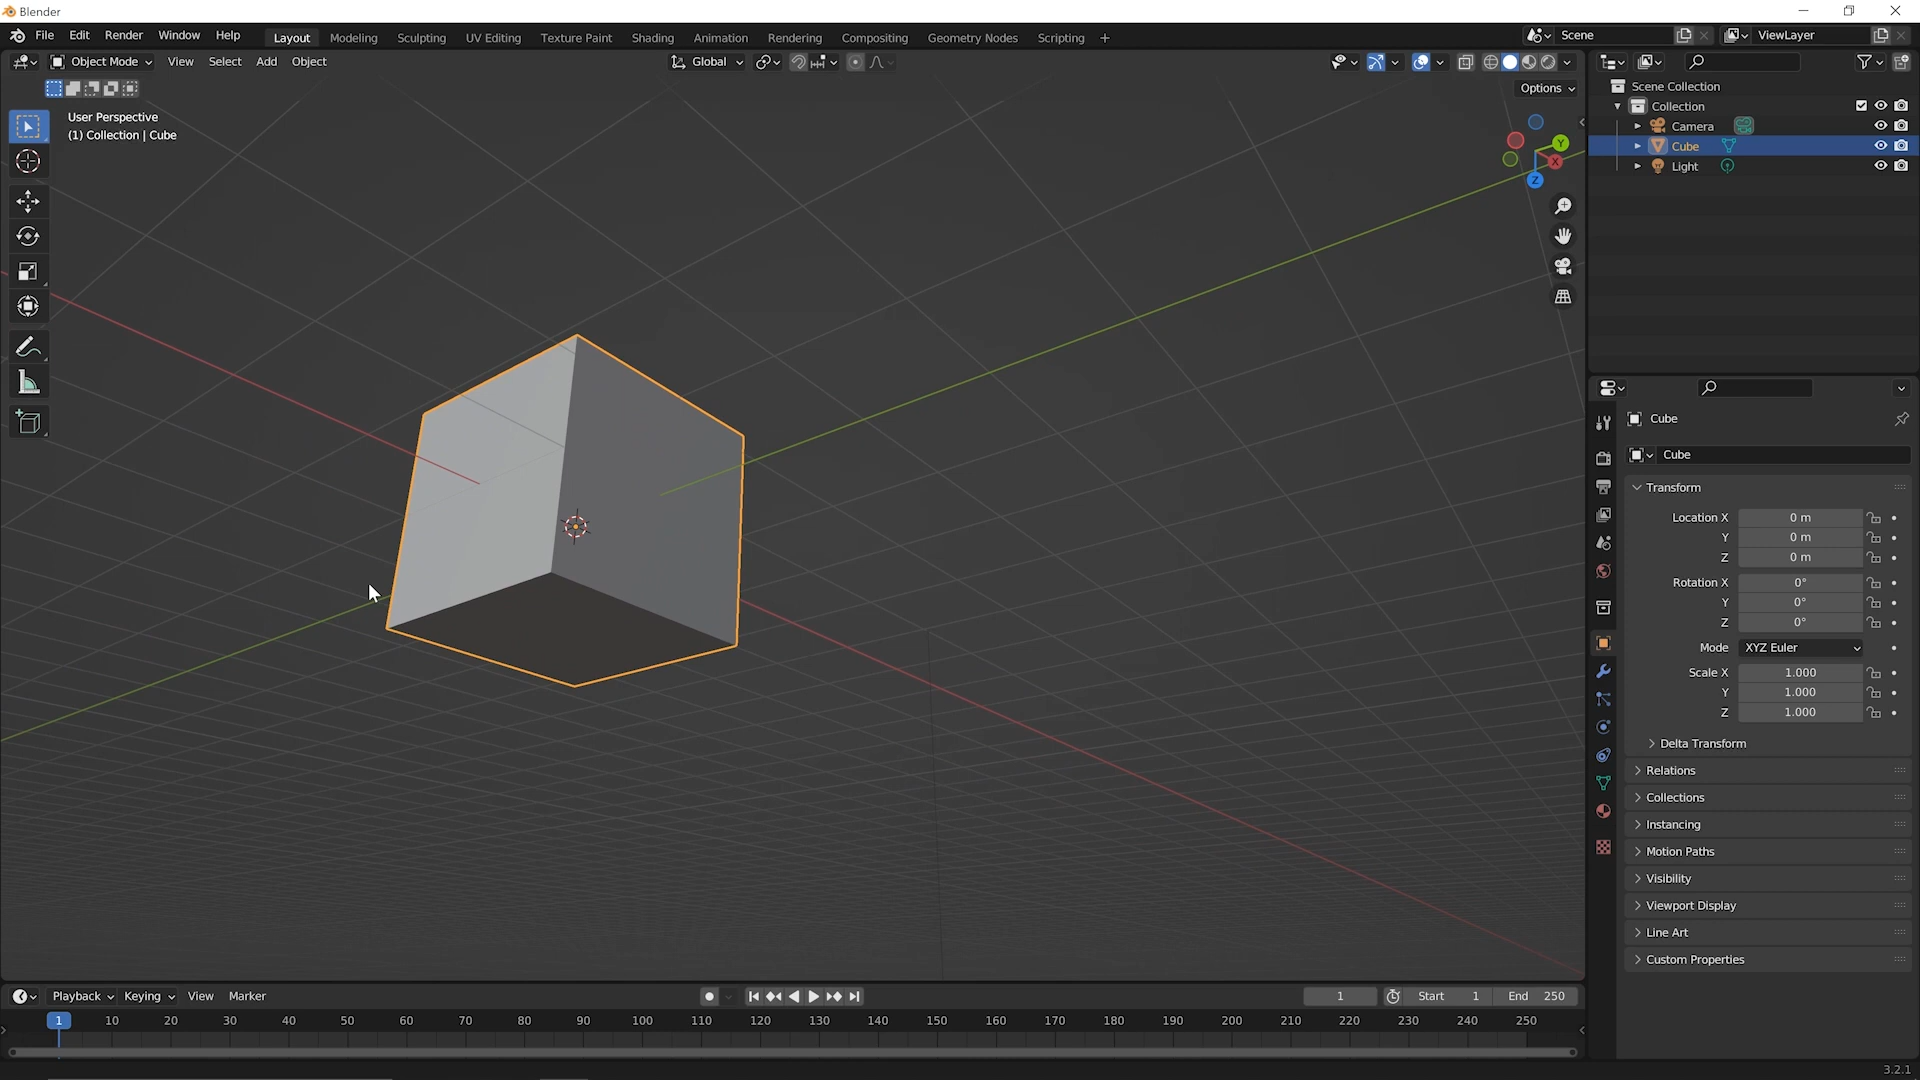 Blender
File Edit Render Window Help Layout Modeling Sculpting UV Editing Texture Paint Shading Animation Rendering Compositing Geometry Nodes Scripting + Scene ViewLayer
Object Mode View Select Add Object Global
Options
User Perspective
(1) Collection | Cube
Y
X
Z
Scene Collection
Collection
Camera
Cube
Light
Cube
Cube
Transform
Location X 0 m
Y 0 m
Z 0 m
Rotation X 0°
Y 0°
Z 0°
Mode XYZ Euler
Scale X 1.000
Y 1.000
Z 1.000
Delta Transform
Relations
Collections
Instancing
Motion Paths
Visibility
Viewport Display
Line Art
Custom Properties
Playback Keying View Marker 1 Start 1 End 250
1 10 20 30 40 50 60 70 80 90 100 110 120 130 140 150 160 170 180 190 200 210 220 230 240 250
3.2.1